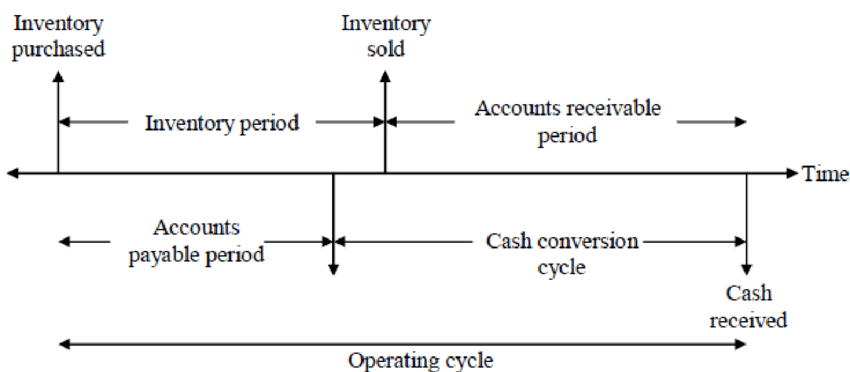 Inventory
purchased
Inventory
sold
Inventory period
Accounts receivable
period
Time
Accounts
payable period
Cash conversion
cycle
Cash
received
Operating cycle